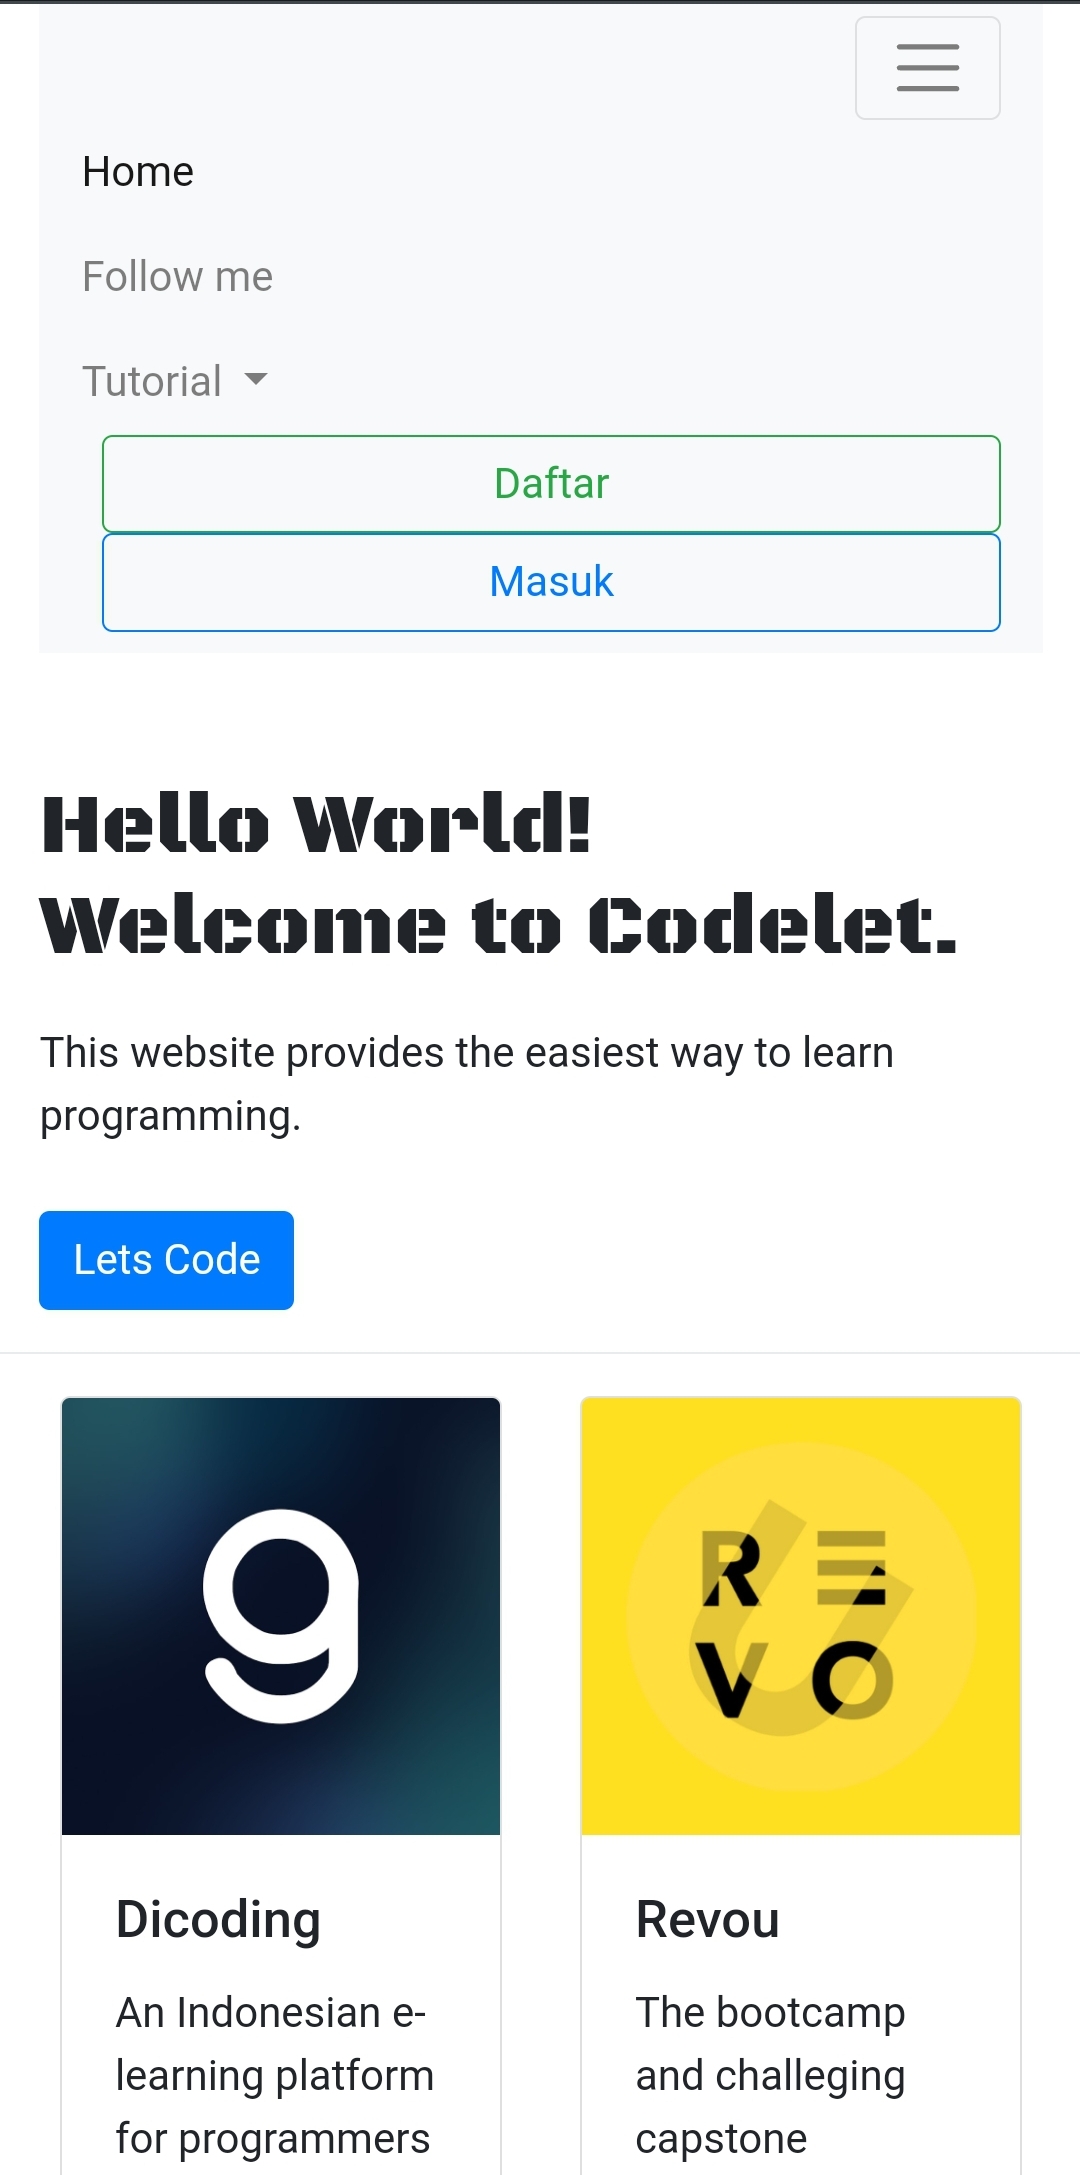 Home
Follow me
Tutorial
Daftar
Masuk
Hello World!
Welcome to Codelet.
This website provides the easiest way to learn
programming.
Lets Code
g
R E
V O
Dicoding
An Indonesian e-
learning platform
for programmers
Revou
The bootcamp
and challeging
capstone